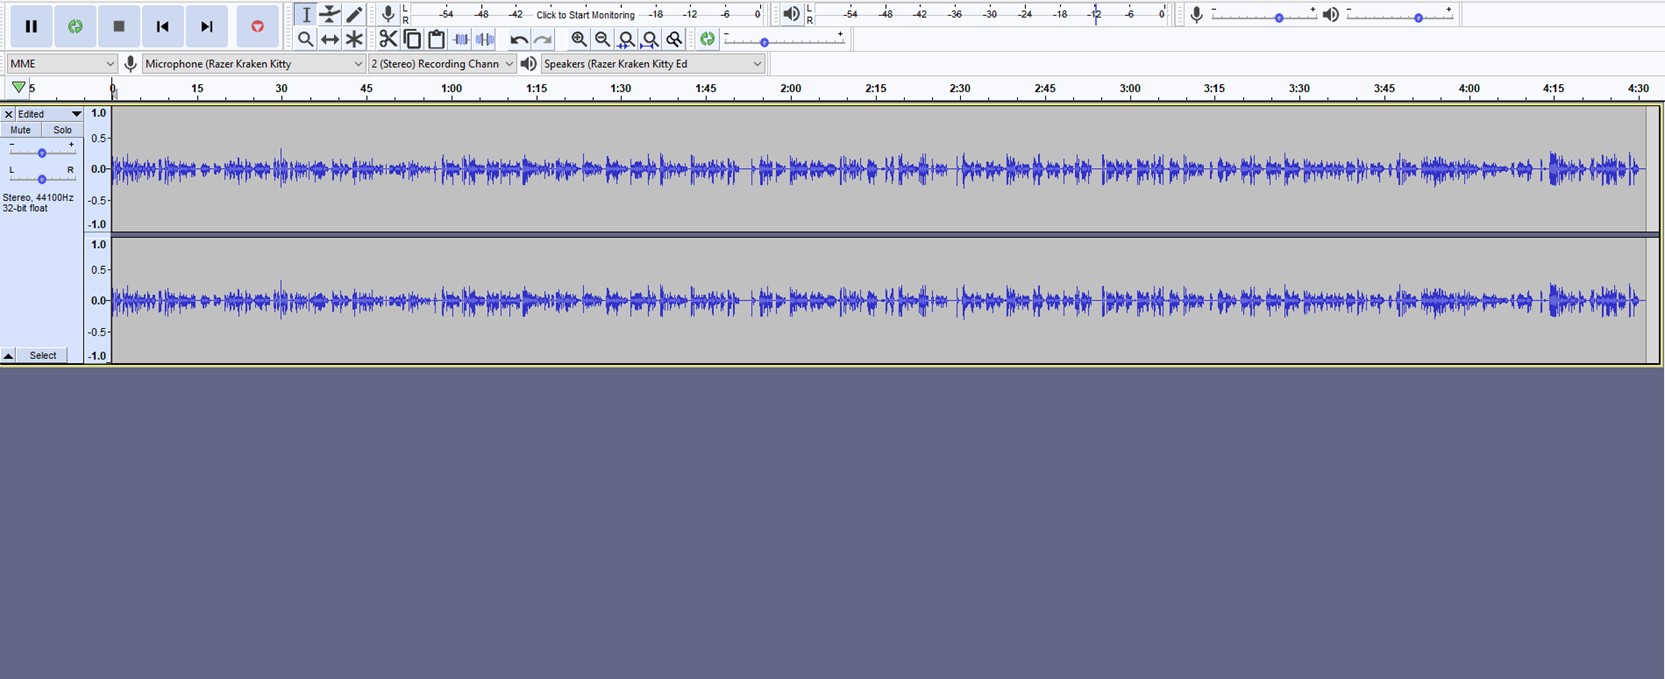 L -54 -48 -42 Click to Start Monitoring -18 -12 -6 0 L -54 -48 -42 -36 -30 -24 -18 -12 -6 0 - + - +
R R
- +
MME Microphone (Razer Kraken Kitty 2 (Stereo) Recording Chann Speakers (Razer Kraken Kitty Ed
5 0 15 30 45 1:00 1:15 1:30 1:45 2:00 2:15 2:30 2:45 3:00 3:15 3:30 3:45 4:00 4:15 4:30
Edited 1.0
Mute Solo
0.5
- +
L R 0.0
Stereo, 44100Hz -0.5
32-bit float
-1.0
1.0
0.5
0.0
-0.5
Select -1.0